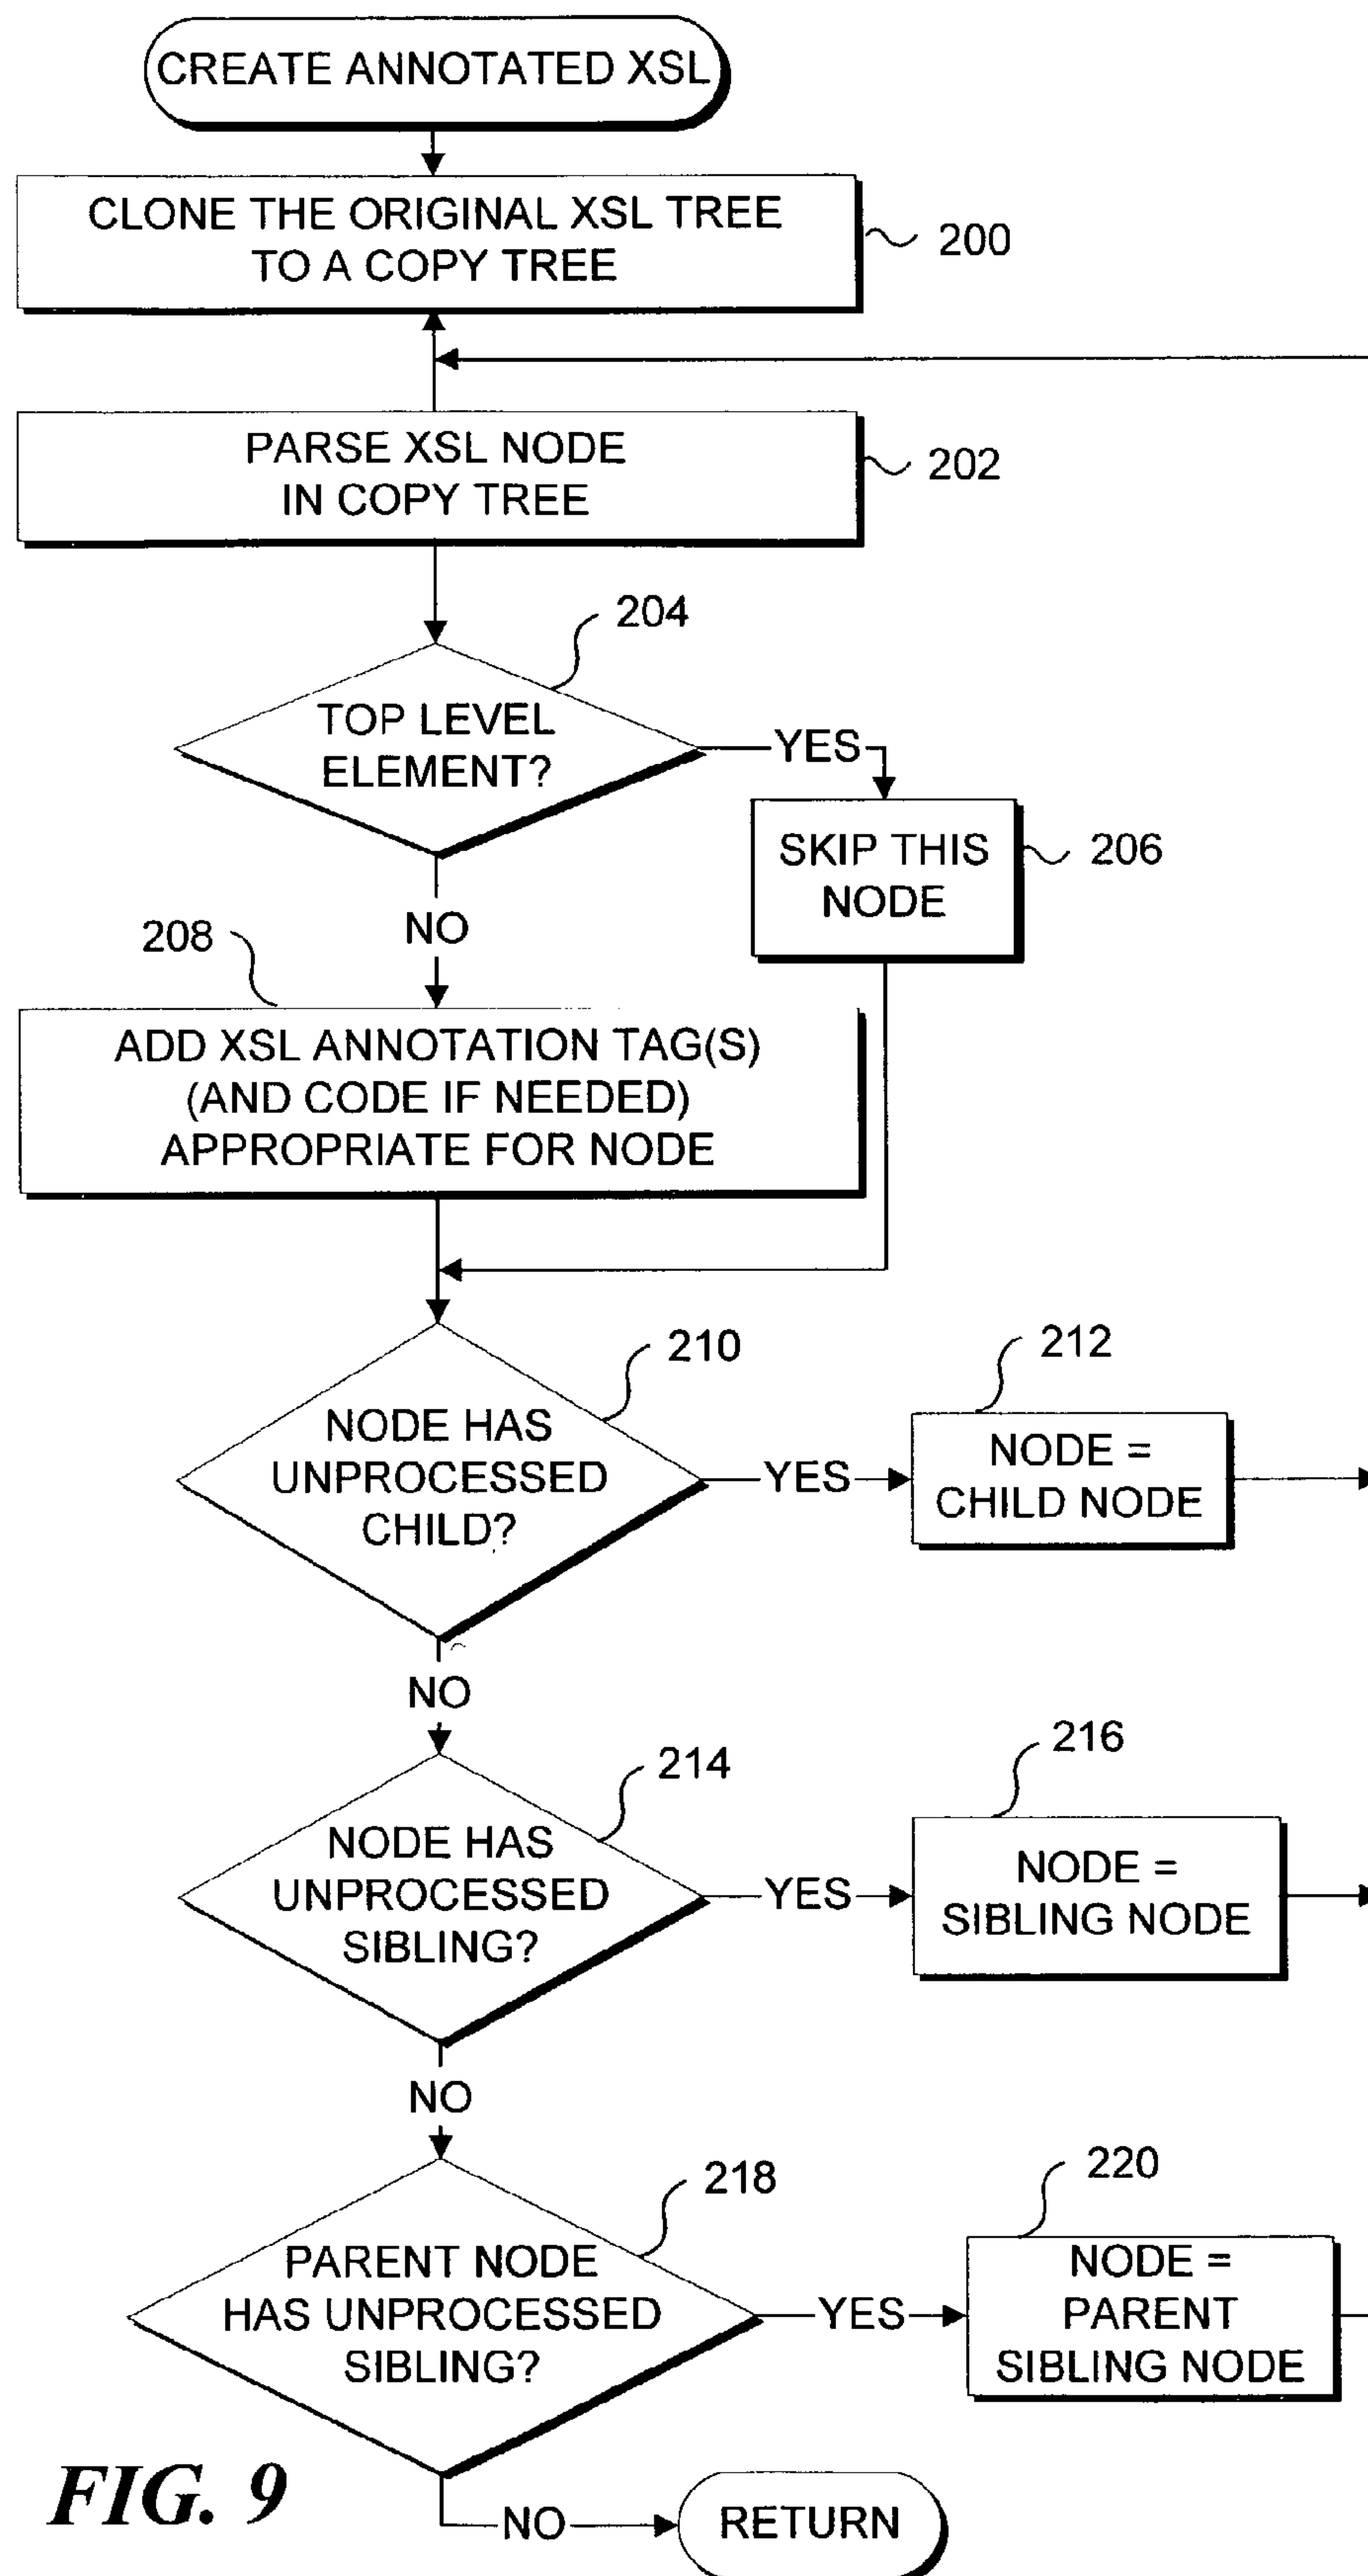 CREATE ANNOTATED XSL
CLONE THE ORIGINAL XSL TREE
TO A COPY TREE
200
PARSE XSL NODE
IN COPY TREE
202
204
TOP LEVEL
ELEMENT?
YES
SKIP THIS
NODE
206
NO
208
ADD XSL ANNOTATION TAG(S)
(AND CODE IF NEEDED)
APPROPRIATE FOR NODE
210
NODE HAS
UNPROCESSED
CHILD?
YES
212
NODE =
CHILD NODE
NO
214
NODE HAS
UNPROCESSED
SIBLING?
YES
216
NODE =
SIBLING NODE
NO
218
PARENT NODE
HAS UNPROCESSED
SIBLING?
YES
220
NODE =
PARENT
SIBLING NODE
NO
RETURN
FIG. 9